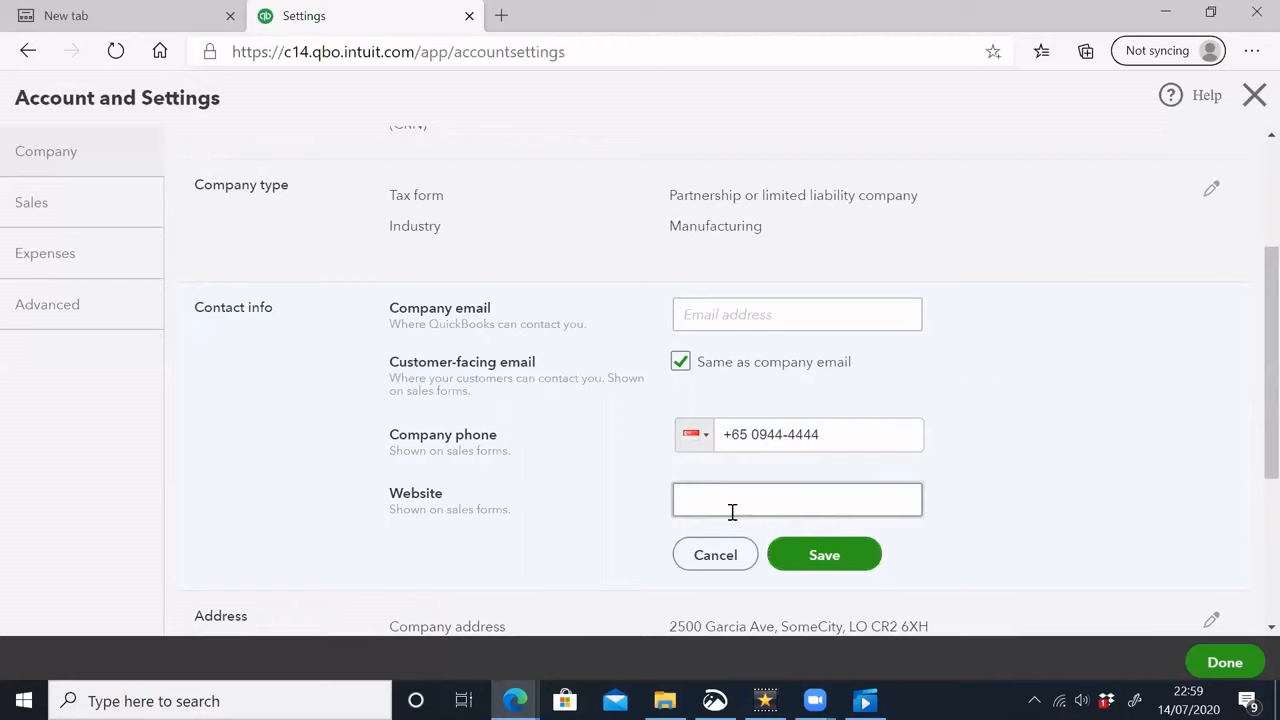 New tab
Settings
https://c14.qbo.intuit.com/app/accountsettings
Not syncing
Account and Settings
Help
(CRN)
Company
Company type
Tax form
Partnership or limited liability company
Sales
Industry
Manufacturing
Expenses
Advanced
Contact info
Company email
Email address
Where QuickBooks can contact you.
Customer-facing email
Same as company email
Where your customers can contact you. Shown
on sales forms.
Company phone
+65 0944-4444
Shown on sales forms.
Website
Shown on sales forms.
Cancel
Save
Address
Company address
2500 Garcia Ave, SomeCity, LO CR2 6XH
Done
Type here to search
22:59
14/07/2020
9